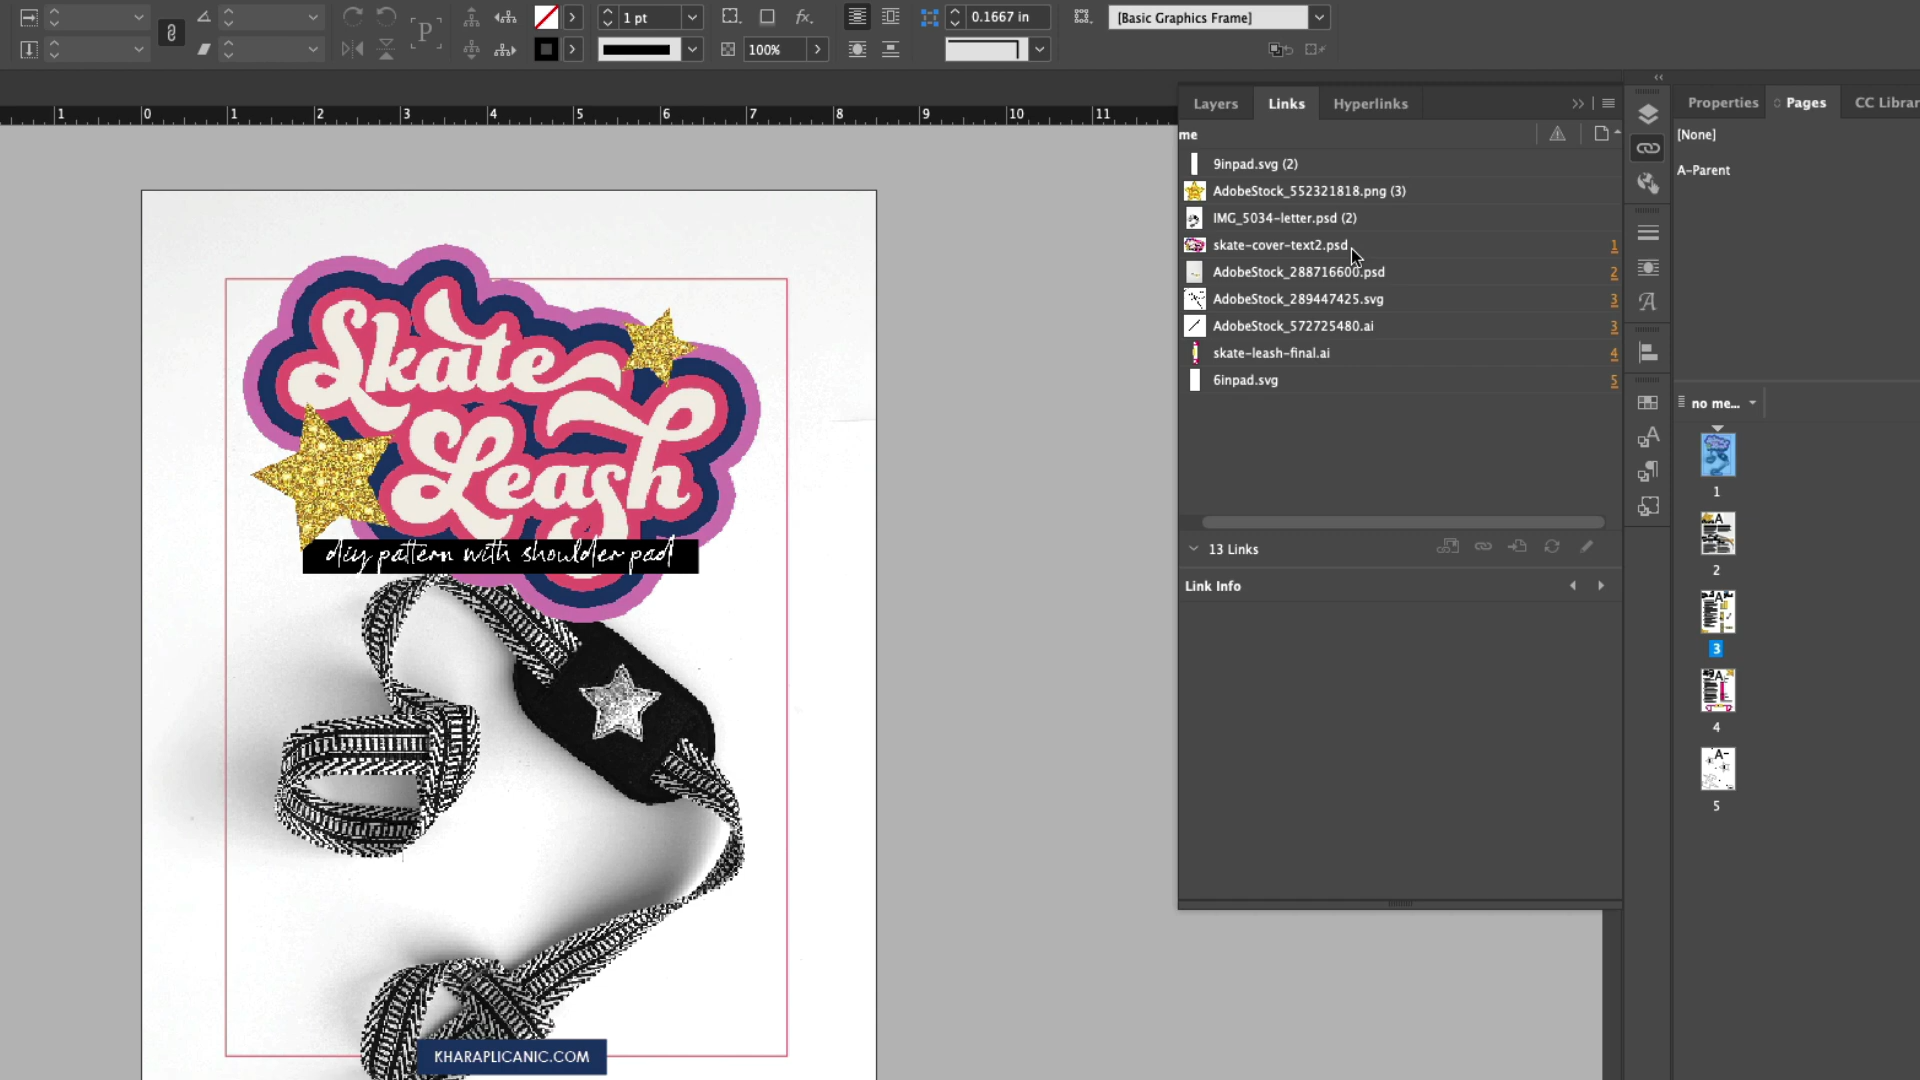 1 pt
0.1667 in
[Basic Graphics Frame]
P
fx.
100%
Layers Links Hyperlinks
Properties Pages CC Librar
1 0 1 2 3 4 5 6 7 8 9 10 11
me
[None]
A-Parent
9inpad.svg (2)
AdobeStock_552321818.png (3)
IMG_5034-letter.psd (2)
skate-cover-text2.psd 1
AdobeStock_288716600.psd 2
AdobeStock_289447425.svg 3
AdobeStock_572725480.ai 3
skate-leash-final.ai 4
6inpad.svg 5
13 Links
Link Info
no me...
1
2
3
4
5
Skate
Leash
diy pattern with shoulder pad
KHARAPLICANIC.COM